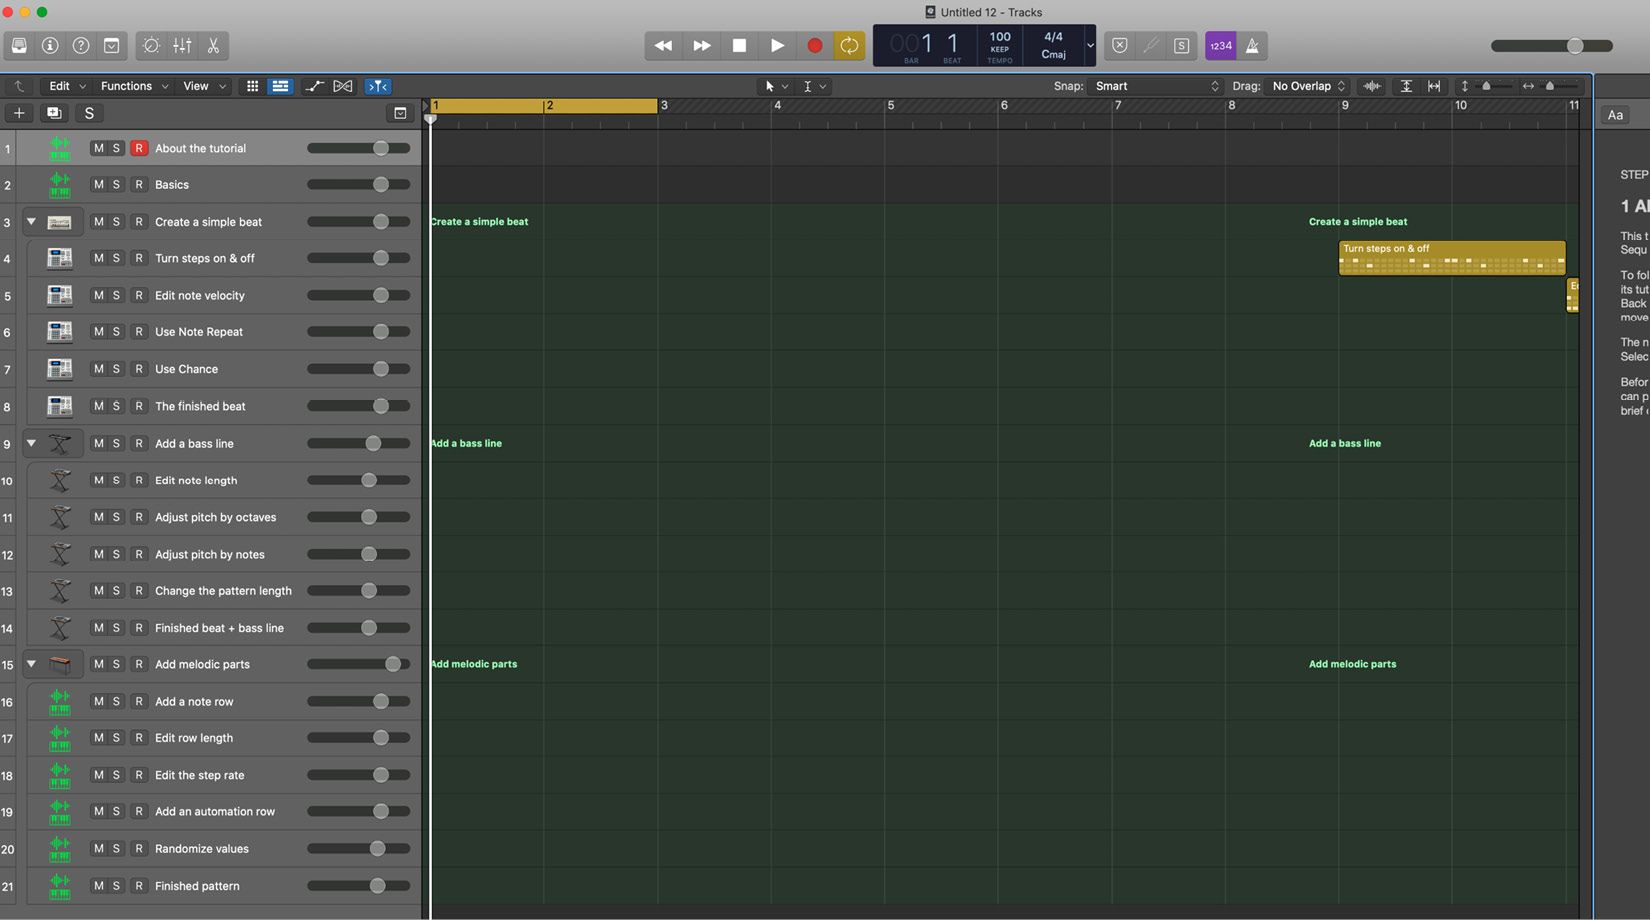 Untitled 12 - Tracks
001 1
BAR BEAT
100
KEEP
TEMPO
4/4
Cmaj
S
1234
Edit Functions View
Snap: Smart Drag: No Overlap
S
1 2 3 4 5 6 7 8 9 10 11
Aa
1 M S R About the tutorial
2 M S R Basics
3 M S R Create a simple beat
Create a simple beat
Create a simple beat
4 M S R Turn steps on & off
Turn steps on & off
5 M S R Edit note velocity
6 M S R Use Note Repeat
7 M S R Use Chance
8 M S R The finished beat
9 M S R Add a bass line
Add a bass line
Add a bass line
10 M S R Edit note length
11 M S R Adjust pitch by octaves
12 M S R Adjust pitch by notes
13 M S R Change the pattern length
14 M S R Finished beat + bass line
15 M S R Add melodic parts
Add melodic parts
Add melodic parts
16 M S R Add a note row
17 M S R Edit row length
18 M S R Edit the step rate
19 M S R Add an automation row
20 M S R Randomize values
21 M S R Finished pattern
STEP
1 A
This t
Sequ
To fol
its tut
Back
move
The n
Selec
Befor
can p
brief